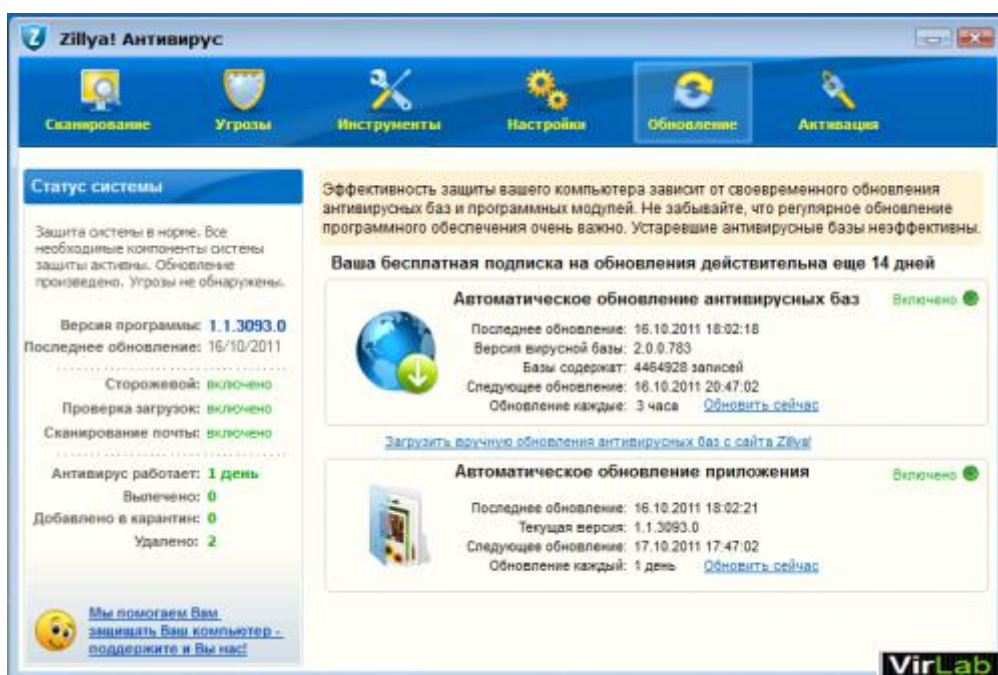 Zillya! Антивирус
Сканирование
Угрозы
Инструменты
Настройки
Обновление
Активация
Статус системы
Защита системы в норме. Все
необходимые компоненты системы
защиты активны. Обновление
произведено. Угрозы не обнаружены.
Версия программы: 1.1.3093.0
Последнее обновление: 16/10/2011
Сторожевой: включено
Проверка загрузок: включено
Сканирование почты: включено
Антивирус работает: 1 день
Вылечено: 0
Добавлено в карантин: 0
Удалено: 2
Мы помогаем Вам
защищать Ваш компьютер -
поддержите и Вы нас!
Эффективность защиты вашего компьютера зависит от своевременного обновления
антивирусных баз и программных модулей. Не забывайте, что регулярное обновление
программного обеспечения очень важно. Устаревшие антивирусные базы неэффективны.
Ваша бесплатная подписка на обновления действительна еще 14 дней
Автоматическое обновление антивирусных баз Включено
Последнее обновление: 16.10.2011 18:02:18
Версия вирусной базы: 2.0.0.783
Базы содержат: 4464928 записей
Следующее обновление: 16.10.2011 20:47:02
Обновление каждые: 3 часа Обновить сейчас
Загрузить вручную обновления антивирусных баз с сайта Zillya!
Автоматическое обновление приложения Включено
Последнее обновление: 16.10.2011 18:02:21
Текущая версия: 1.1.3093.0
Следующее обновление: 17.10.2011 17:47:02
Обновление каждый: 1 день Обновить сейчас
VirLab